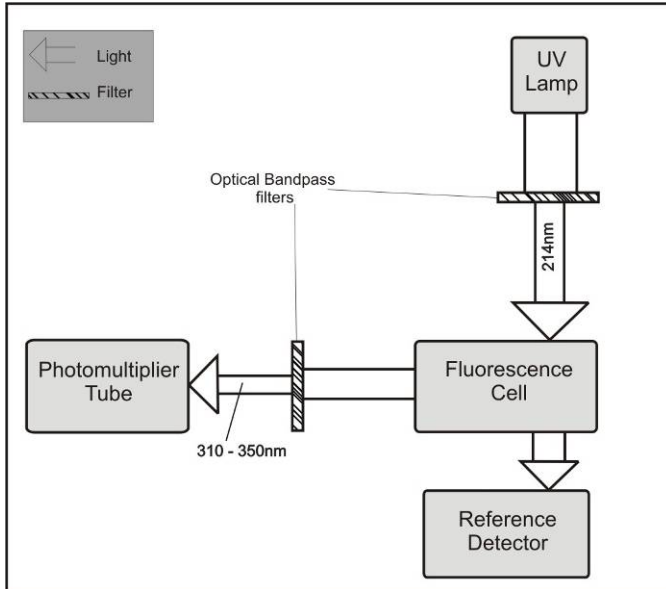 Light
Filter
UV
Lamp
Optical Bandpass
filters
214nm
Photomultiplier
Tube
Fluorescence
Cell
310 - 350nm
Reference
Detector